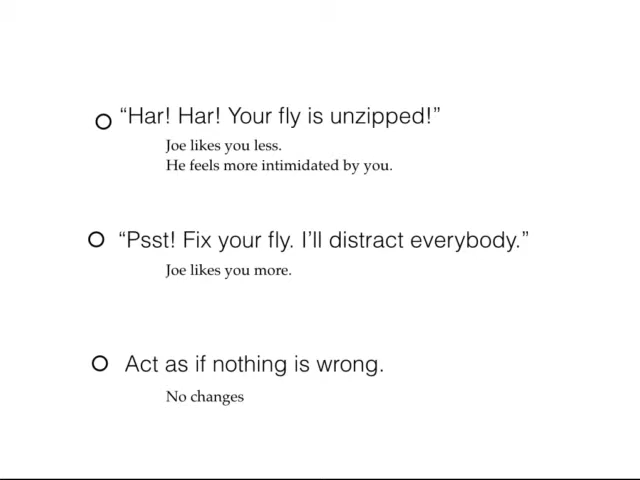 “Har! Har! Your fly is unzipped!”
Joe likes you less.
He feels more intimidated by you.
“Psst! Fix your fly. I’ll distract everybody.”
Joe likes you more.
Act as if nothing is wrong.
No changes